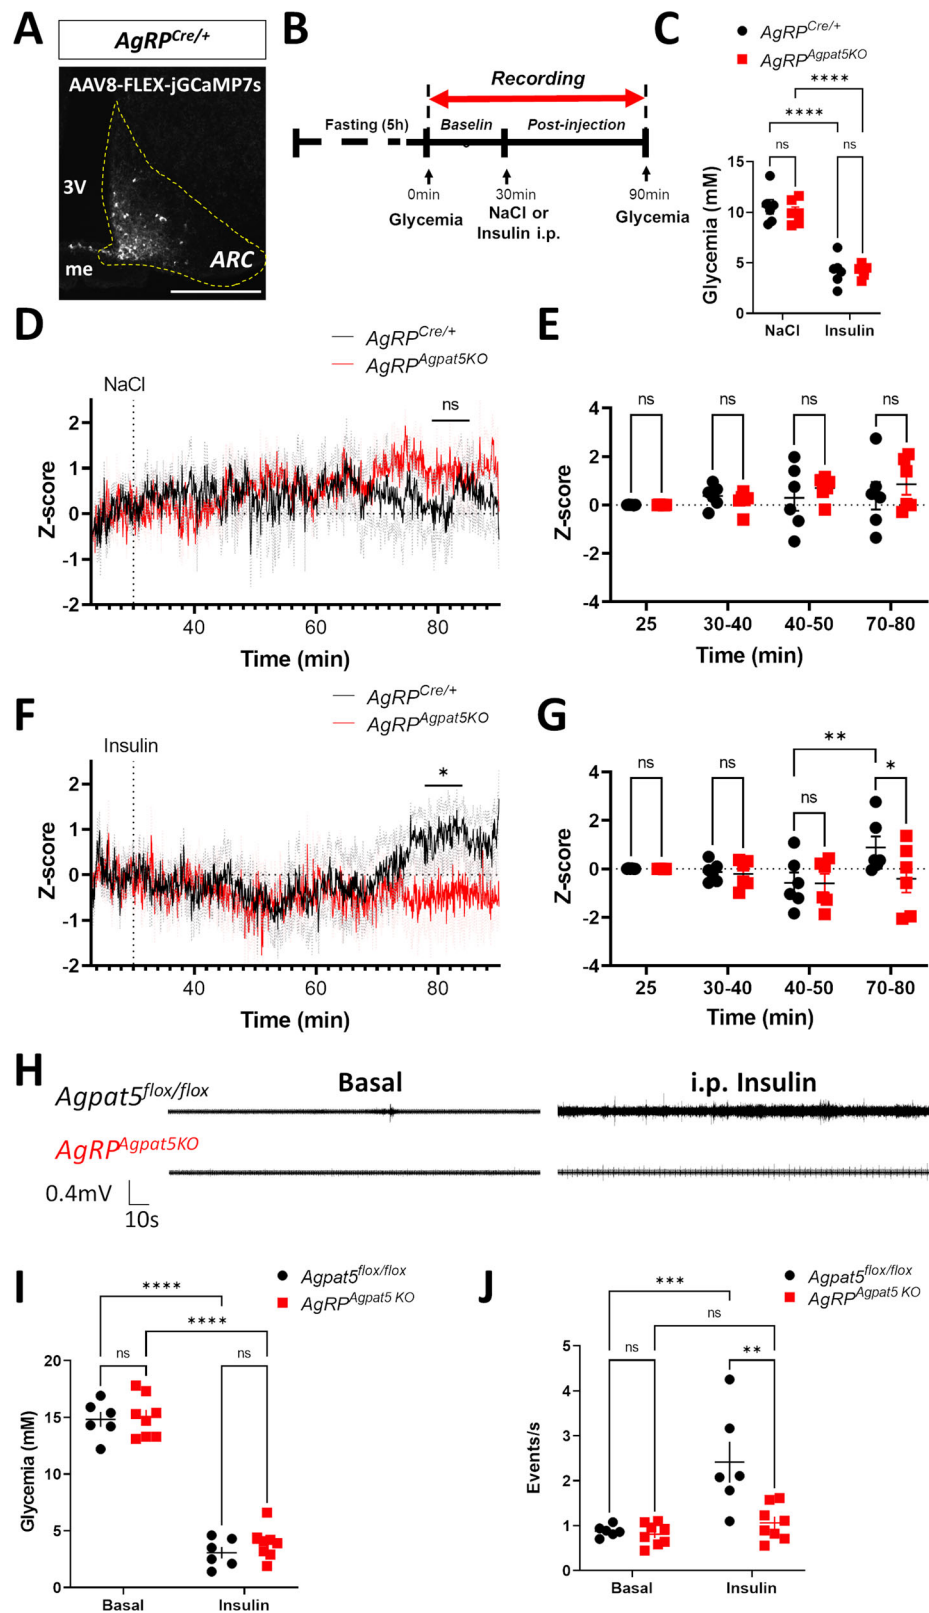 A
AgRP^Cre/+
AAV8-FLEX-jGCaMP7s
3V
me
ARC
B
Recording
Fasting (5h)
Baselin
g
Post-injection
0min
30min
90min
Glycemia
NaCl or
Insulin i.p.
Glycemia
C
AgRP^Cre/+
AgRP^Agpat5KO
****
****
ns
ns
Glycemia (mM)
15
10
5
0
NaCl
Insulin
D
AgRP^Cre/+
AgRP^Agpat5KO
NaCl
ns
Z-score
2
1
0
-1
-2
40
60
80
Time (min)
E
ns
ns
ns
ns
Z-score
4
2
0
-2
-4
25
30-40
40-50
70-80
Time (min)
F
AgRP^Cre/+
AgRP^Agpat5KO
Insulin
*
Z-score
2
1
0
-1
-2
40
60
80
Time (min)
G
**
ns
ns
*
ns
Z-score
4
2
0
-2
-4
25
30-40
40-50
70-80
Time (min)
H
Basal
i.p. Insulin
Agpat5^flox/flox
AgRP^Agpat5KO
0.4mV
10s
I
Agpat5^flox/flox
AgRP^Agpat5 KO
****
****
ns
ns
Glycemia (mM)
20
15
10
5
0
Basal
Insulin
J
Agpat5^flox/flox
AgRP^Agpat5 KO
***
ns
ns
**
Events/s
5
4
3
2
1
0
Basal
Insulin